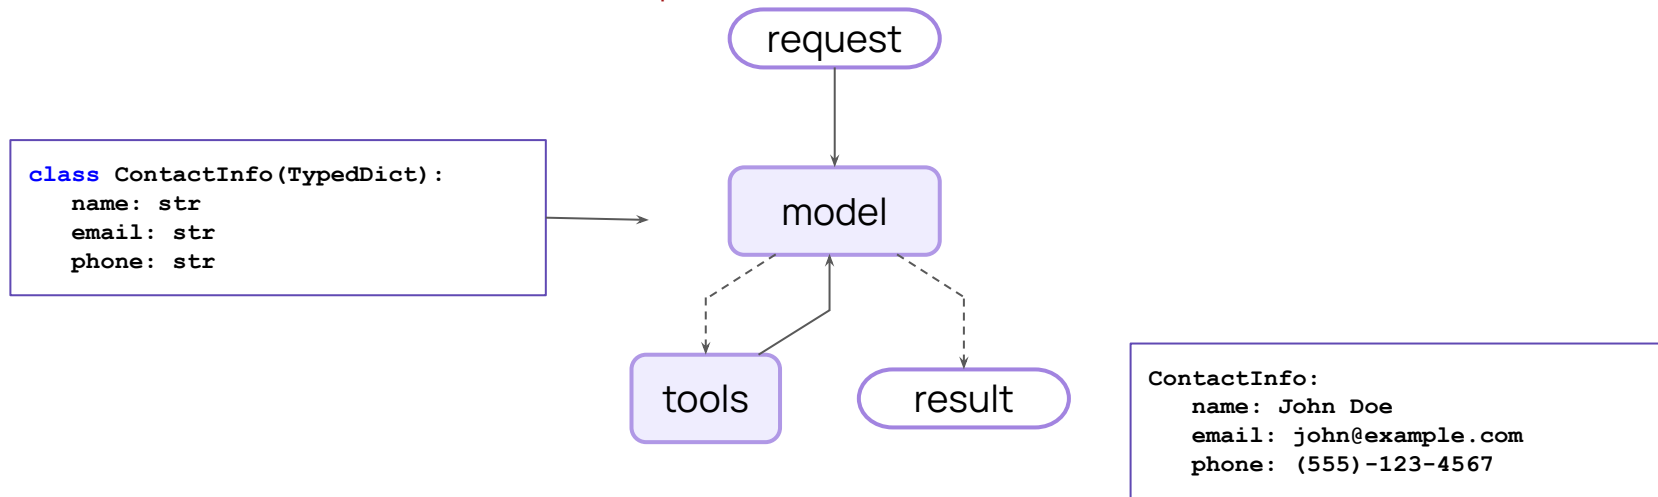 request
class ContactInfo(TypedDict):
name: str
email: str
phone: str
model
tools
result
ContactInfo:
name: John Doe
email: john@example.com
phone: (555)-123-4567